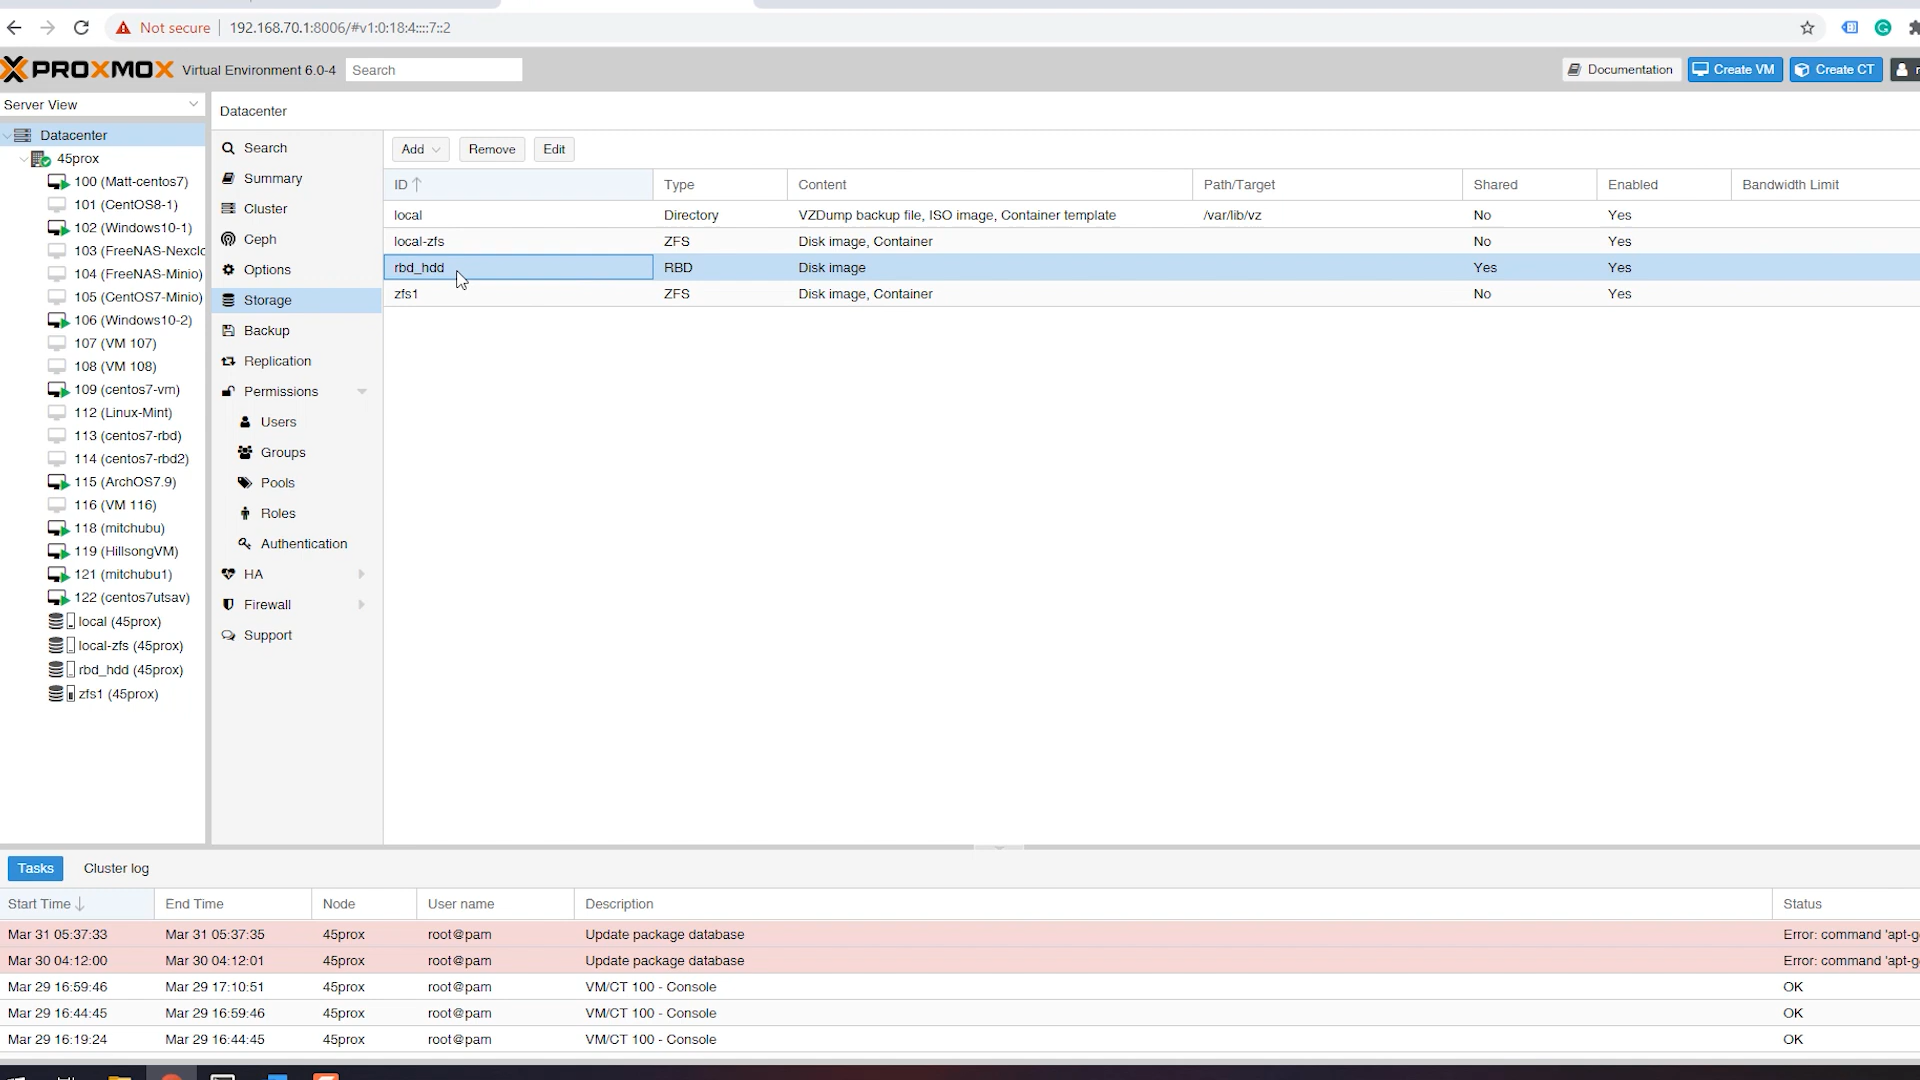 Not secure 192.168.70.1:8006/#v1:0:18:4::::7::2
PROXMOX Virtual Environment 6.0-4 Search Documentation Create VM Create CT
Server View
Datacenter
45prox
100 (Matt-centos7)
101 (CentOS8-1)
102 (Windows10-1)
103 (FreeNAS-Nexclo
104 (FreeNAS-Minio)
105 (CentOS7-Minio)
106 (Windows10-2)
107 (VM 107)
108 (VM 108)
109 (centos7-vm)
112 (Linux-Mint)
113 (centos7-rbd)
114 (centos7-rbd2)
115 (ArchOS7.9)
116 (VM 116)
118 (mitchubu)
119 (HillsongVM)
121 (mitchubu1)
122 (centos7utsav)
local (45prox)
local-zfs (45prox)
rbd_hdd (45prox)
zfs1 (45prox)
Datacenter
Search
Summary
Cluster
Ceph
Options
Storage
Backup
Replication
Permissions
Users
Groups
Pools
Roles
Authentication
HA
Firewall
Support
Add Remove Edit
ID Type Content Path/Target Shared Enabled Bandwidth Limit
local Directory VZDump backup file, ISO image, Container template /var/lib/vz No Yes
local-zfs ZFS Disk image, Container No Yes
rbd_hdd RBD Disk image Yes Yes
zfs1 ZFS Disk image, Container No Yes
Tasks Cluster log
Start Time End Time Node User name Description Status
Mar 31 05:37:33 Mar 31 05:37:35 45prox root@pam Update package database Error: command 'apt-g
Mar 30 04:12:00 Mar 30 04:12:01 45prox root@pam Update package database Error: command 'apt-g
Mar 29 16:59:46 Mar 29 17:10:51 45prox root@pam VM/CT 100 - Console OK
Mar 29 16:44:45 Mar 29 16:59:46 45prox root@pam VM/CT 100 - Console OK
Mar 29 16:19:24 Mar 29 16:44:45 45prox root@pam VM/CT 100 - Console OK